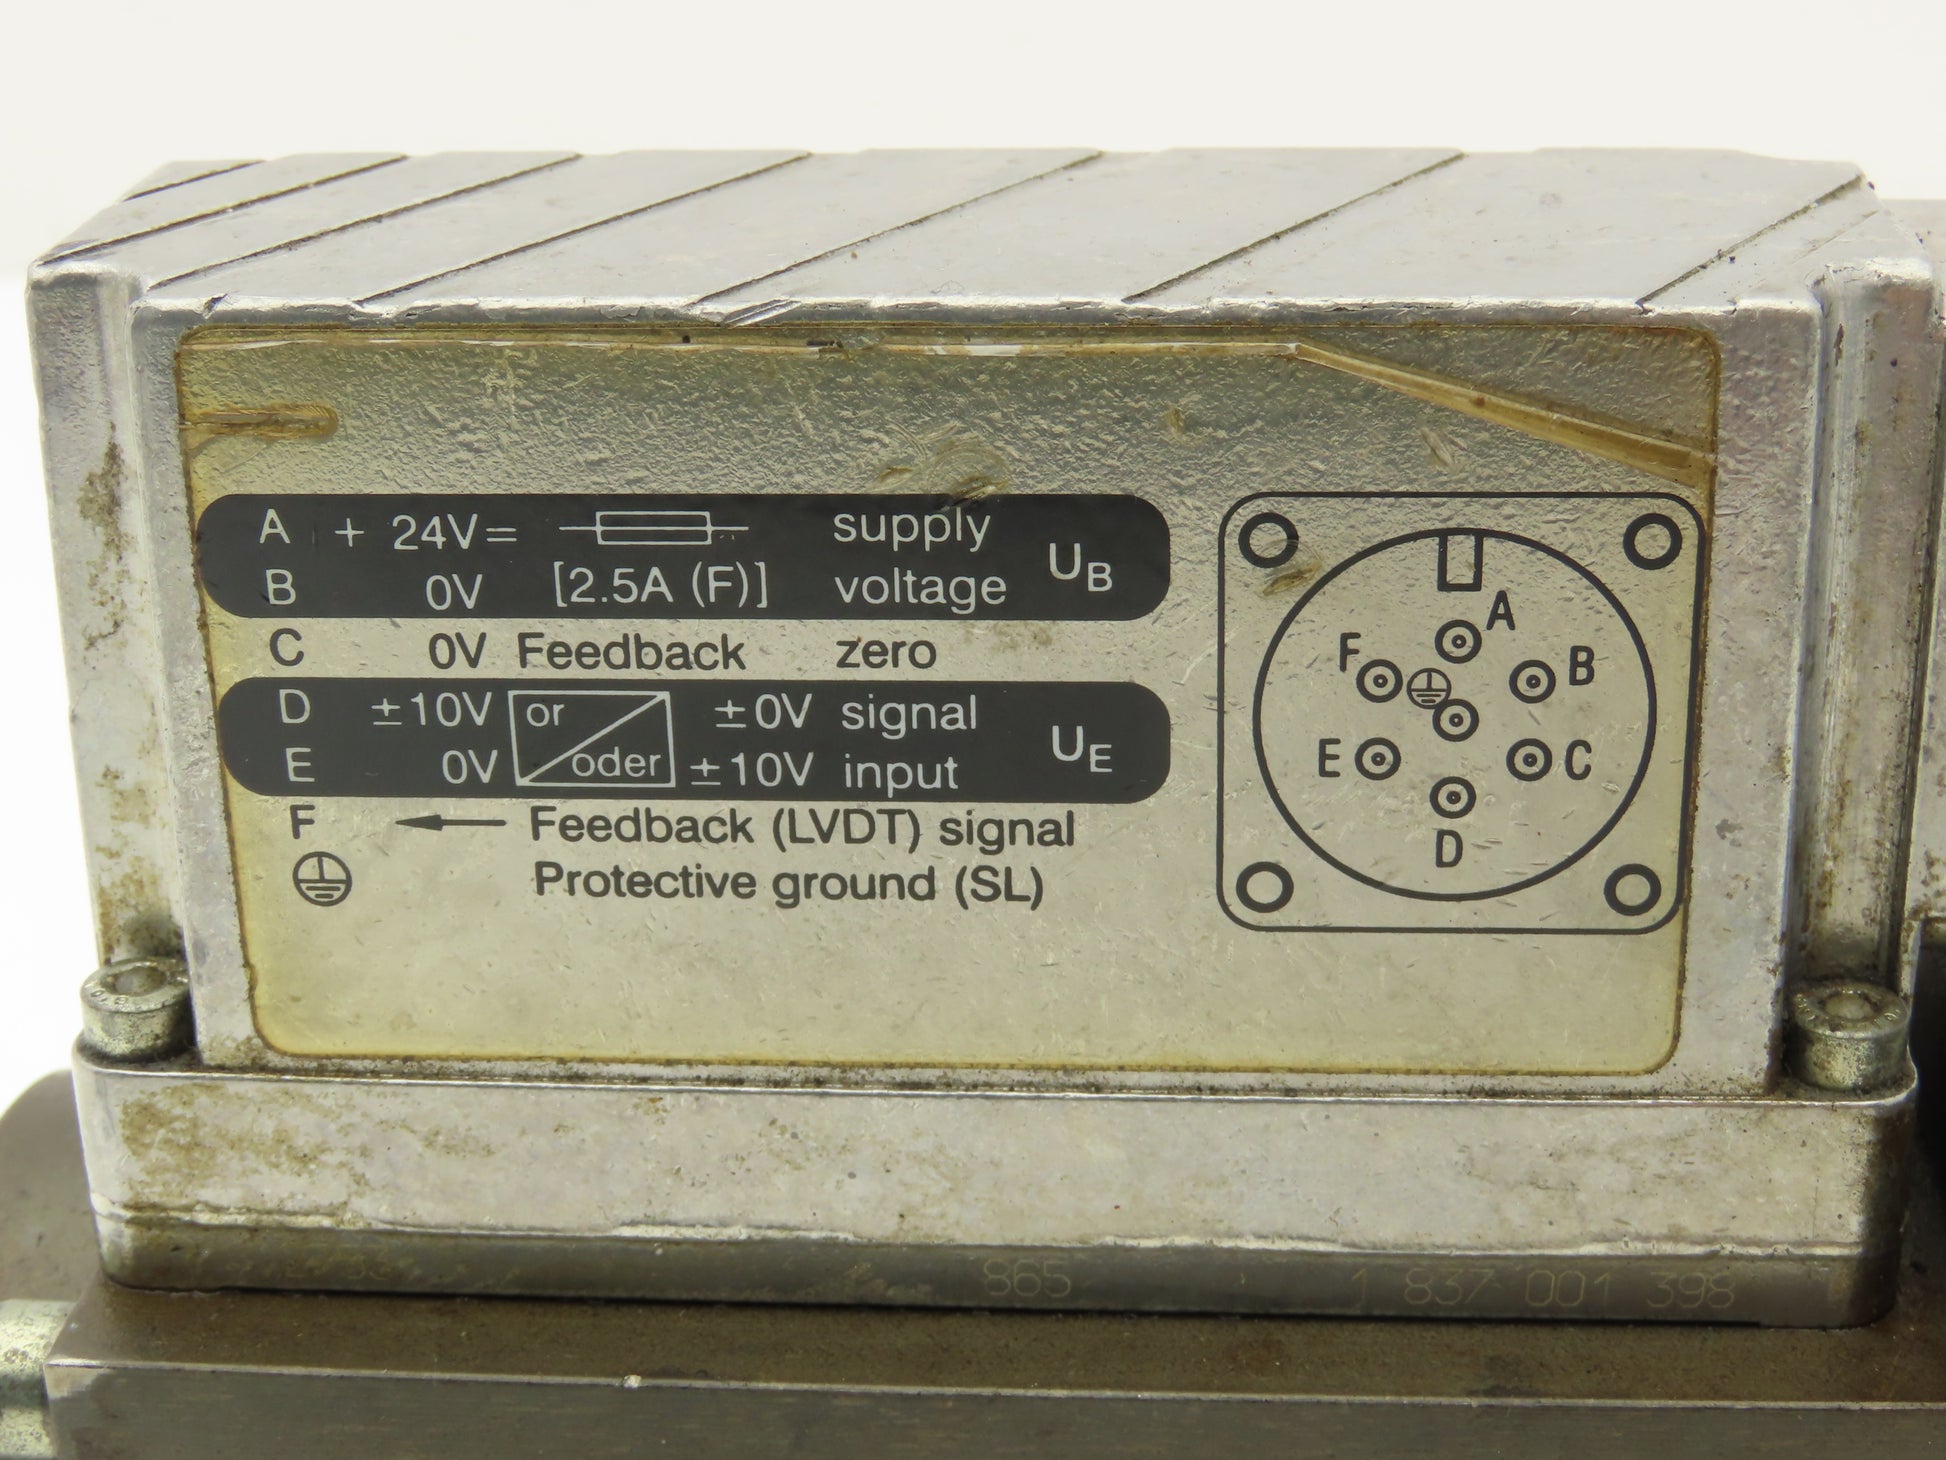 A + 24V= supply
B 0V [2.5A (F)] voltage UB
C 0V Feedback zero
D ±10V or ±0V signal
E 0V oder ±10V input UE
F Feedback (LVDT) signal
Protective ground (SL)
A
F B
E C
D
865 1 837 001 398